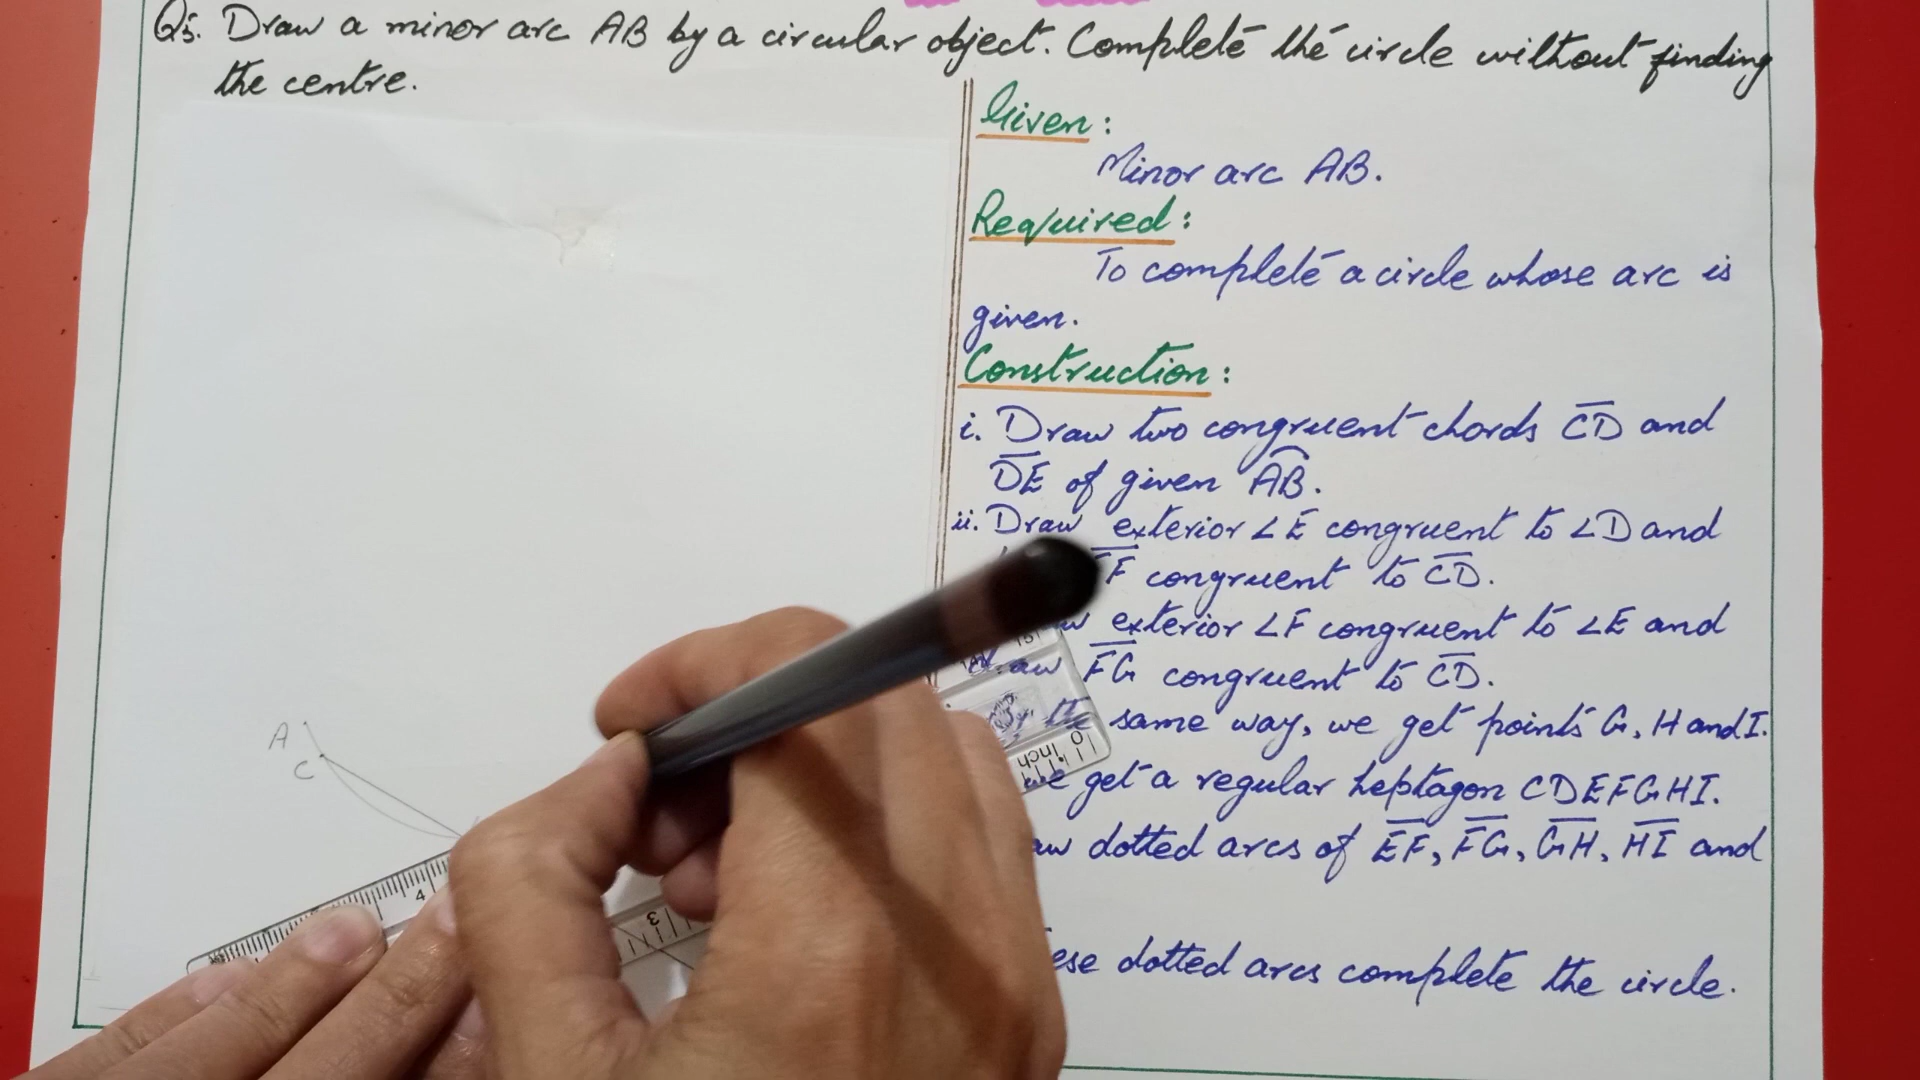 Q5. Draw a minor arc AB by a circular object. Complete the circle without finding
the centre.
Given:
Minor arc AB.
Required:
To complete a circle whose arc is
given.
Construction:
i. Draw two congruent chords CD and
DE of given AB.
ii. Draw exterior ∠E congruent to ∠D and
F congruent to CD.
exterior ∠F congruent to ∠E and
FG congruent to CD.
the same way, we get points G, H and I.
get a regular heptagon CDEFGHI.
dotted arcs of EF, FG, GH, HI and
dotted arcs complete the circle.
A
C
4
3
0
inch